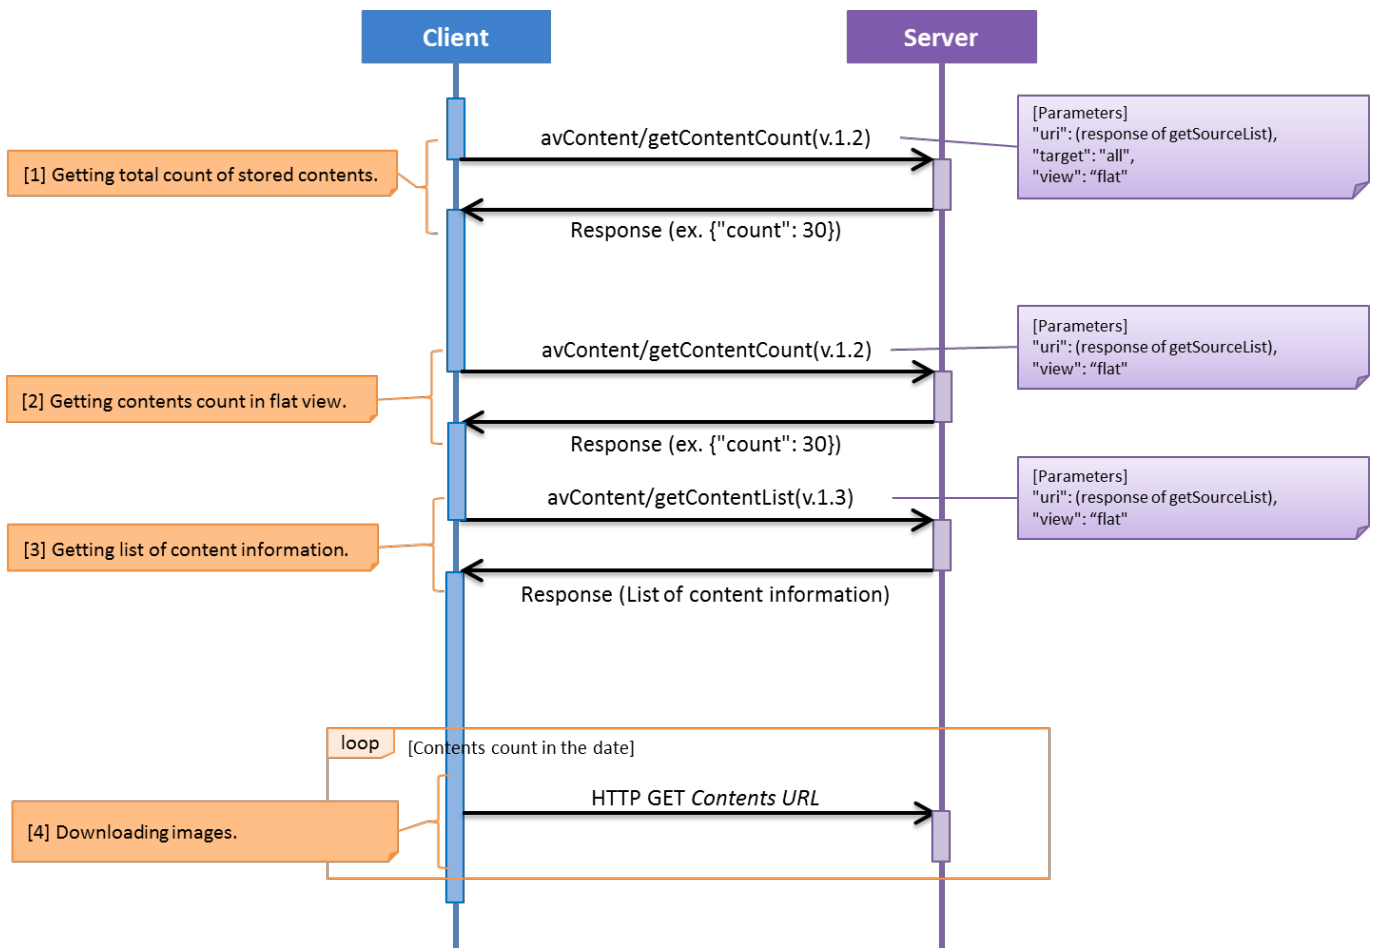 Client
Server
[Parameters]
"uri": (response of getSourceList),
"target": "all",
"view": “flat"
avContent/getContentCount(v.1.2)
[1] Getting total count of stored contents.
Response (ex. {"count": 30})
[Parameters]
"uri": (response of getSourceList),
"view": “flat"
avContent/getContentCount(v.1.2)
[2] Getting contents count in flat view.
Response (ex. {"count": 30})
[Parameters]
"uri": (response of getSourceList),
"view": “flat"
avContent/getContentList(v.1.3)
[3] Getting list of content information.
Response (List of content information)
loop
[Contents count in the date]
HTTP GET Contents URL
[4] Downloading images.